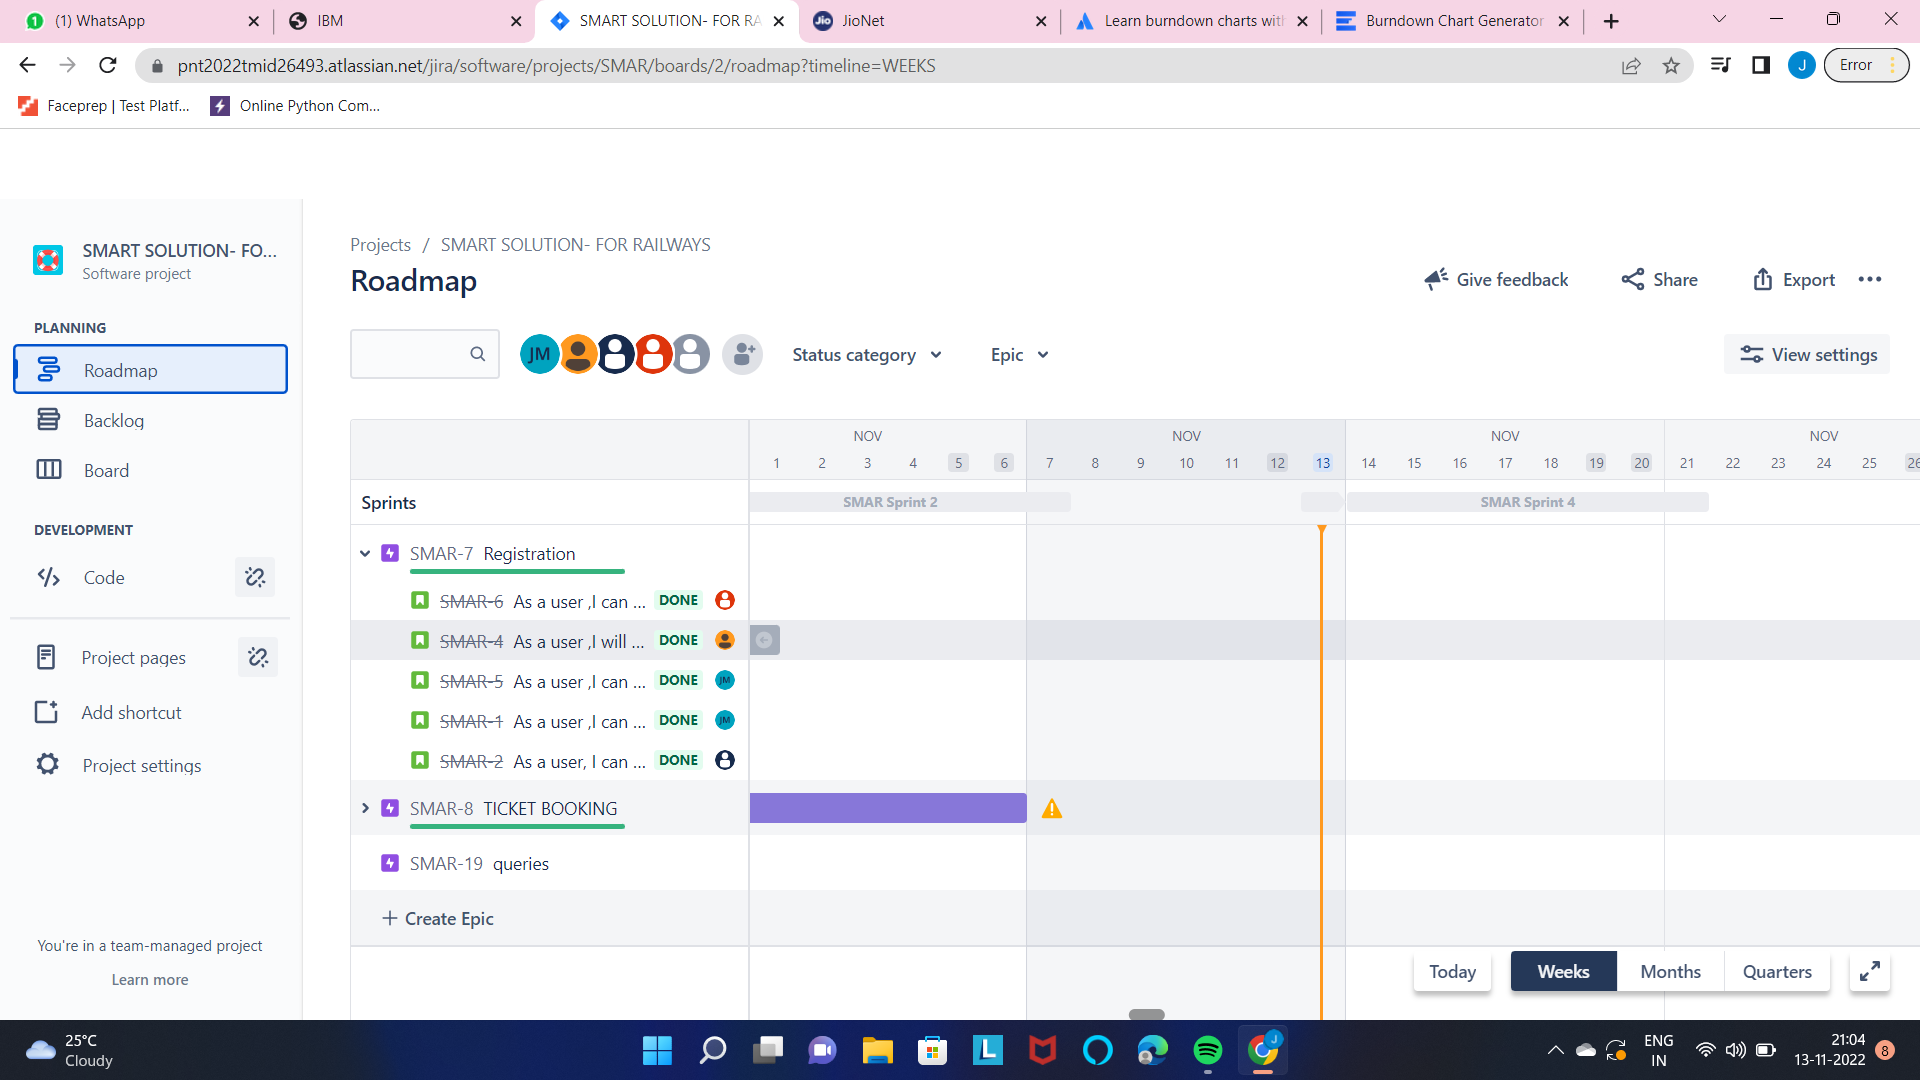 (1) WhatsApp
IBM
SMART SOLUTION- FOR RA
Jio JioNet
Learn burndown charts with
Burndown Chart Generator
pnt2022tmid26493.atlassian.net/jira/software/projects/SMAR/boards/2/roadmap?timeline=WEEKS
J
Error
Faceprep | Test Platf...
Online Python Com...
SMART SOLUTION- FO...
Software project
PLANNING
Roadmap
Backlog
Board
DEVELOPMENT
Code
Project pages
Add shortcut
Project settings
You're in a team-managed project
Learn more
Projects / SMART SOLUTION- FOR RAILWAYS
Roadmap
Give feedback
Share
Export
JM
Status category
Epic
View settings
NOV NOV NOV NOV
1 2 3 4 5 6 7 8 9 10 11 12 13 14 15 16 17 18 19 20 21 22 23 24 25 26
Sprints
SMAR Sprint 2
SMAR Sprint 4
SMAR-7 Registration
SMAR-6 As a user ,I can ... DONE
SMAR-4 As a user ,I will ... DONE
SMAR-5 As a user ,I can ... DONE JM
SMAR-1 As a user ,I can ... DONE JM
SMAR-2 As a user, I can ... DONE
SMAR-8 TICKET BOOKING
SMAR-19 queries
+ Create Epic
Today
Weeks
Months
Quarters
25°C
Cloudy
L
J
ENG
IN
21:04
13-11-2022
8